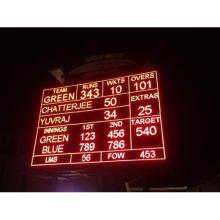 TEAM RUNS WKTS OVERS
GREEN 343 10 101
CHATTERJEE 50 EXTRAS
YUVRAJ 34 25
INNINGS 1ST 2ND TARGET
GREEN 123 456 540
BLUE 789 786
LMS 56 FOW 453